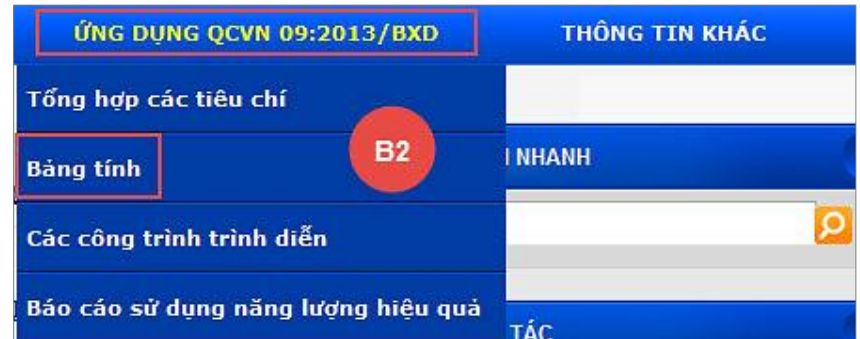 ỨNG DỤNG QCVN 09:2013/BXD THÔNG TIN KHÁC
Tổng hợp các tiêu chí
Bảng tính B2 NHANH
Các công trình trình diễn
Báo cáo sử dụng năng lượng hiệu quả
TÁC